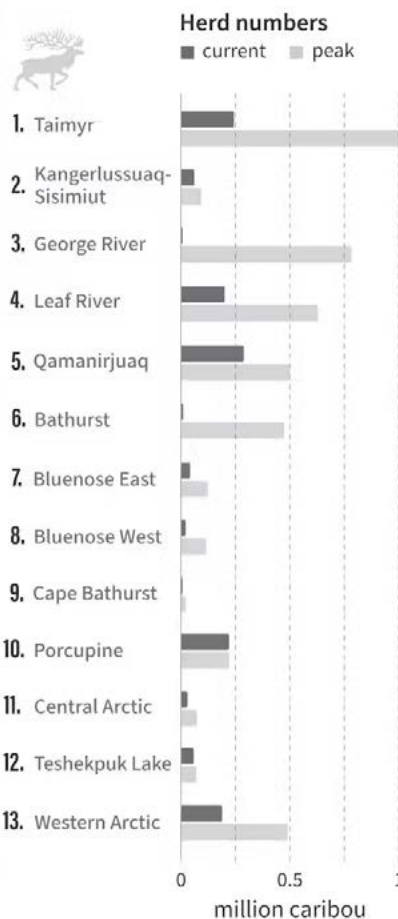 Herd numbers
current peak
1. Taimyr
2. Kangerlussuaq-
Sisimiut
3. George River
4. Leaf River
5. Qamanirjuaq
6. Bathurst
7. Bluenose East
8. Bluenose West
9. Cape Bathurst
10. Porcupine
11. Central Arctic
12. Teshekpuk Lake
13. Western Arctic
0 0.5 1
million caribou